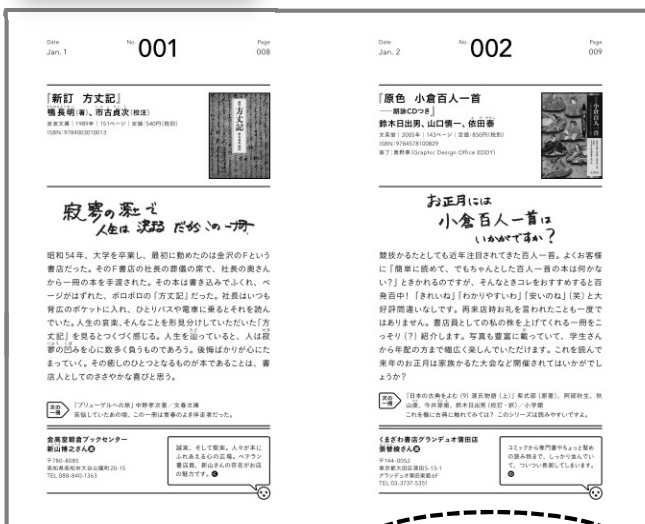 Date
Jan. 1
No. 001
Page
008
『新訂 方丈記』
鴨長明(著)、市古貞次(校注)
岩波文庫｜1989年｜151ページ｜定価:540円(税別)
ISBN:9784003010013
方丈記
寂寥の深さで
人生は決まる だから この一冊
昭和54年、大学を卒業し、最初に勤めたのは金沢のFという
書店だった。そのF書店の社長の葬儀の席で、社長の奥さん
から一冊の本を手渡された。その本は書き込みでふくれ、ペ
ージがはずれた、ボロボロの「方丈記」だった。社長はいつも
背広のポケットに入れ、ひとりバスや電車に乗るとそれを読ん
でいた。人生の哀楽、そんなことを形見分けしていただいた『方
丈記』を見るとつくづく感じる。人生を辿っていると、人は寂
寥の凹みを心に数多く負うものであろう。後悔ばかりが心にた
まっていく。その癒しのひとつとなるものが本であることは、書
店人としてのささやかな喜びと思う。
次の一冊
『ブリューゲルへの旅』中野孝次著／文春文庫
苦悩していたあの頃、この一冊は青春のよき伴走者だった。
金高堂朝倉ブックセンター
新山博之さん
〒780-8085
高知県高知市大谷公園町20-15
TEL 088-840-1363
誠実、そして堅実。人々が本に
ふれあえる心の広場。ベテラン
書店員、新山さんの存在がお店
の魅力です。
Date
Jan. 2
No. 002
Page
009
『原色 小倉百人一首
──朗詠CDつき』
鈴木日出男、山口慎一、依田泰
文英堂｜2005年｜143ページ｜定価:850円(税別)
ISBN:9784578100829
装丁:奥野章(Graphic Design Office EDDY)
小倉百人一首
お正月には
小倉百人一首は
いかがですか？
競技かるたとしても近年注目されてきた百人一首。よくお客様
に「簡単に読めて、でもちゃんとした百人一首の本は何かな
い？」ときかれるのですが、そんなときコレをおすすめすると百
発百中！「きれいね」「わかりやすいわ」「安いのね」(笑)と大
好評間違いなしです。再来店時お礼を言われたことも一度で
はありません。書店員としての私の株を上げてくれる一冊をこ
っそり(？)紹介します。写真も豊富に載っていて、学生さん
から年配の方まで幅広く楽しんでいただけます。これを読んで
来年のお正月は家族かるた大会など開催されてはいかがでし
ょうか？
次の一冊
『日本の古典をよむ(9) 源氏物語(上)』紫式部(原著)、阿部秋生、秋
山虔、今井源衛、鈴木日出男(校訂・訳)／小学館
これを機に古典に触れてみては？ このシリーズは読みやすいですよ。
くまざわ書店グランデュオ蒲田店
〒144-0052
東京都大田区蒲田5-13-1
グランデュオ蒲田東館6F
TEL 03-3737-5351
コミックから専門書やちょっと堅め
の読み物まで、しっかり並んでい
て、ついつい長居してしまいます。